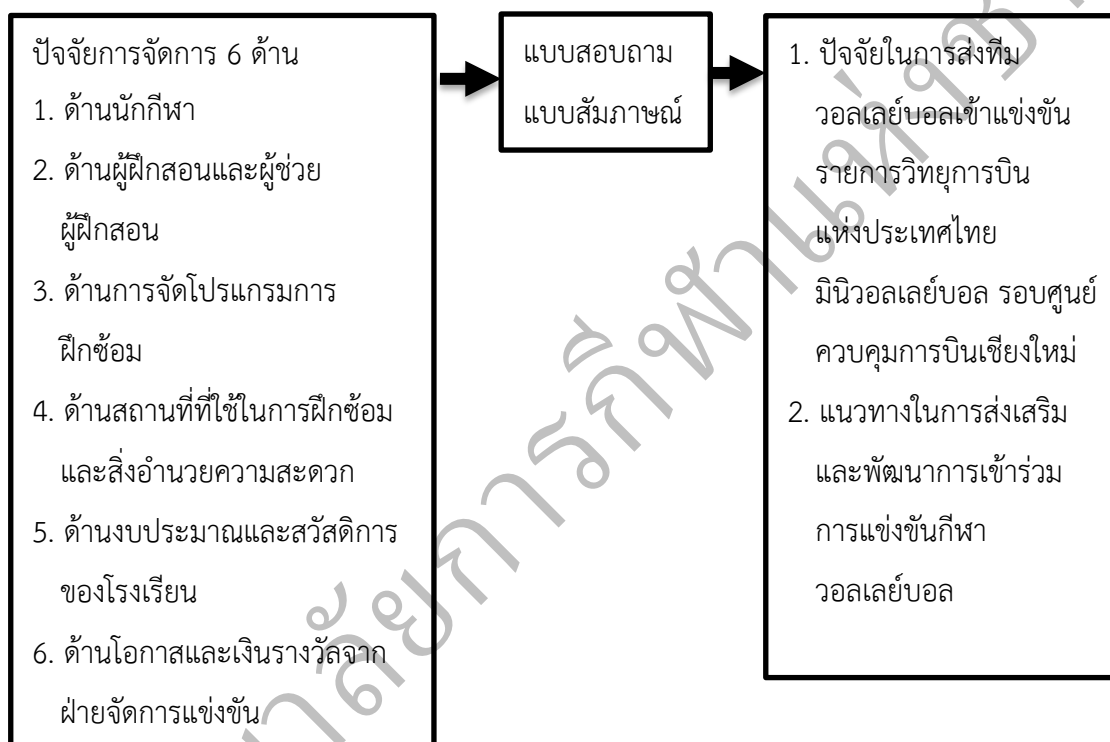 ปัจจัยการจัดการ 6 ด้าน
1. ด้านนักกีฬา
2. ด้านผู้ฝึกสอนและผู้ช่วย
ผู้ฝึกสอน
3. ด้านการจัดโปรแกรมการ
ฝึกซ้อม
4. ด้านสถานที่ที่ใช้ในการฝึกซ้อม
และสิ่งอำนวยความสะดวก
5. ด้านงบประมาณและสวัสดิการ
ของโรงเรียน
6. ด้านโอกาสและเงินรางวัลจาก
ฝ่ายจัดการแข่งขัน
แบบสอบถาม
แบบสัมภาษณ์
1. ปัจจัยในการส่งทีม
วอลเลย์บอลเข้าแข่งขัน
รายการวิทยุการบิน
แห่งประเทศไทย
มินิวอลเลย์บอล รอบศูนย์
ควบคุมการบินเชียงใหม่
2. แนวทางในการส่งเสริม
และพัฒนาการเข้าร่วม
การแข่งขันกีฬา
วอลเลย์บอล
าลัยการกีฬาแห่งช